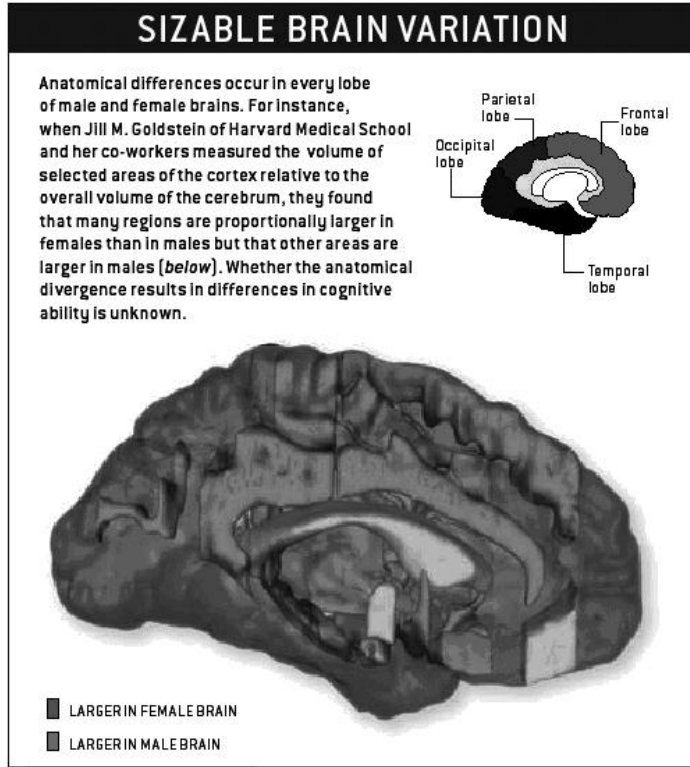 SIZABLE BRAIN VARIATION
Anatomical differences occur in every lobe
of male and female brains. For instance,
when Jill M. Goldstein of Harvard Medical School
and her co-workers measured the volume of
selected areas of the cortex relative to the
overall volume of the cerebrum, they found
that many regions are proportionally larger in
females than in males but that other areas are
larger in males (below). Whether the anatomical
divergence results in differences in cognitive
ability is unknown.
Parietal
lobe
Frontal
lobe
Occipital
lobe
Temporal
lobe
LARGER IN FEMALE BRAIN
LARGER IN MALE BRAIN